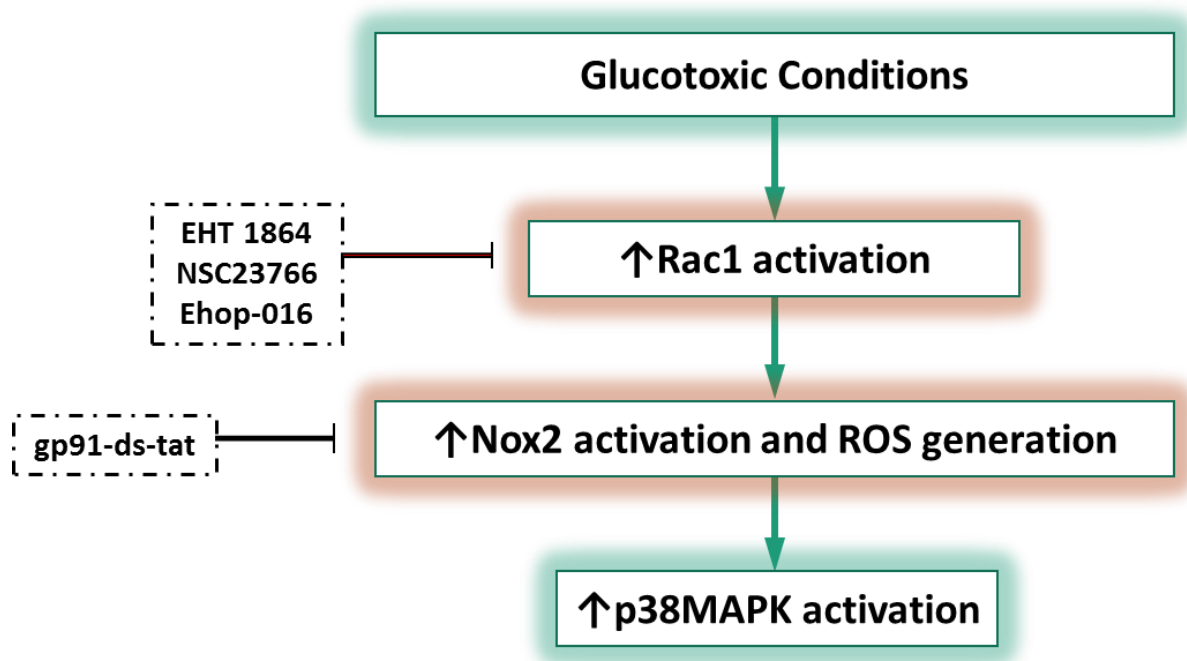 Glucotoxic Conditions
EHT 1864
NSC23766
Ehop-016
↑Rac1 activation
gp91-ds-tat
↑Nox2 activation and ROS generation
↑p38MAPK activation